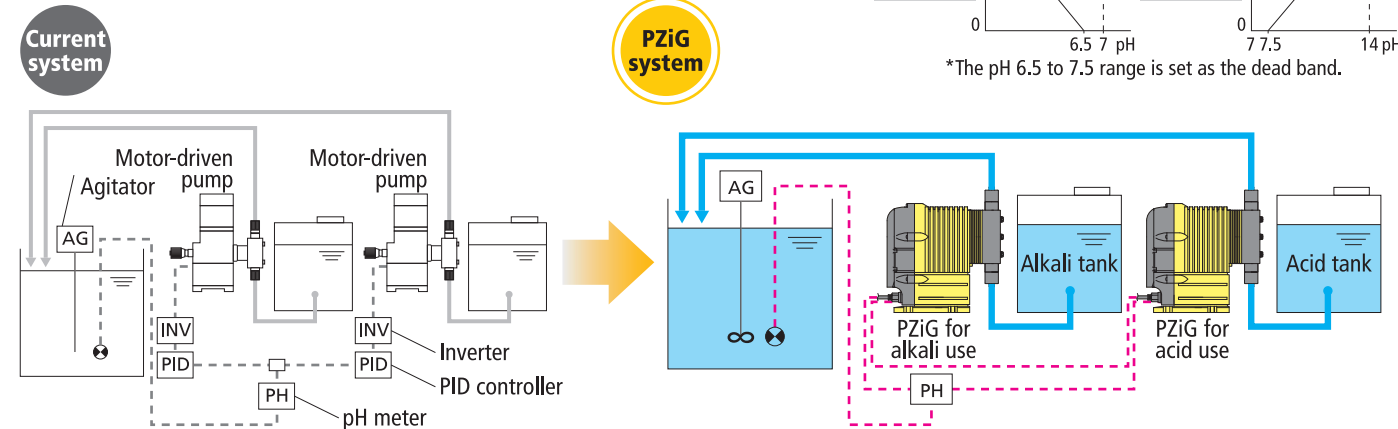 Current
system
PZiG
system
0
6.5 7 pH
0
7 7.5
14 pH
*The pH 6.5 to 7.5 range is set as the dead band.
Motor-driven
pump
Agitator
AG
INV
PID
Motor-driven
pump
INV
PID
Inverter
PID controller
PH
pH meter
AG
Alkali tank
PZiG for
alkali use
Acid tank
PZiG for
acid use
PH